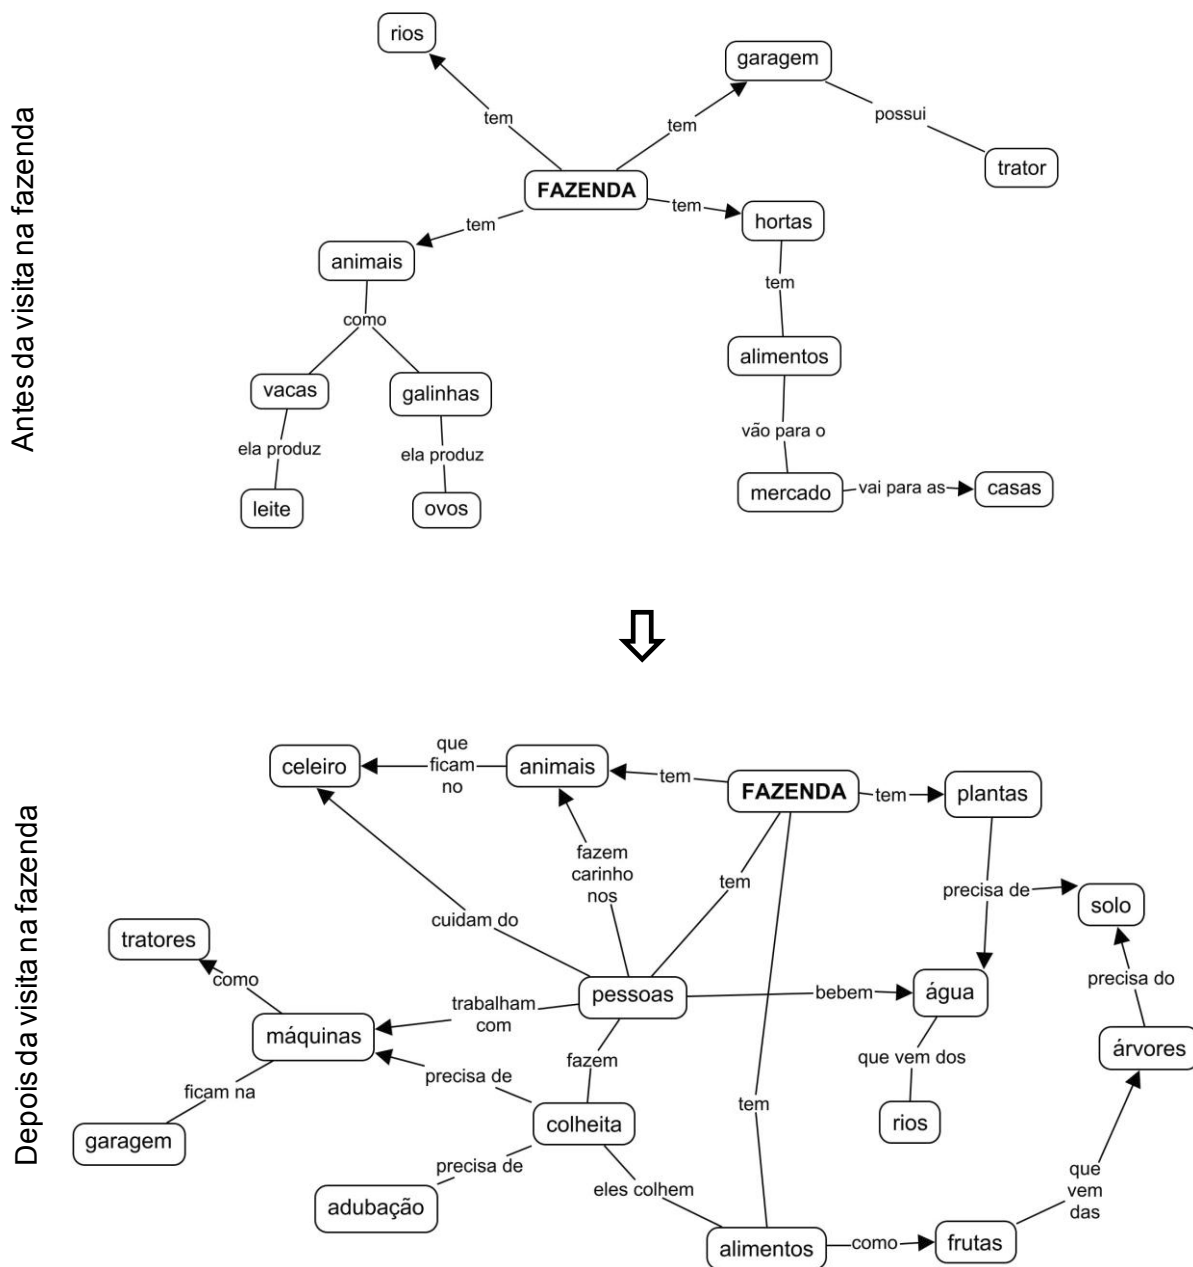 Antes da visita na fazenda
rios
garagem
tem
tem
possui
trator
FAZENDA
tem
hortas
tem
animais
tem
como
alimentos
vacas
galinhas
ela produz
ela produz
vão para o
leite
ovos
mercado
vai para as
casas
Depois da visita na fazenda
celeiro
que
ficam
no
animais
tem
FAZENDA
tem
plantas
fazem
carinho
nos
tem
precisa de
solo
cuidam do
tratores
como
trabalham
com
pessoas
bebem
água
precisa do
máquinas
fazem
que vem dos
árvores
ficam na
precisa de
tem
rios
garagem
colheita
precisa de
eles colhem
que
vem
das
adubação
alimentos
como
frutas